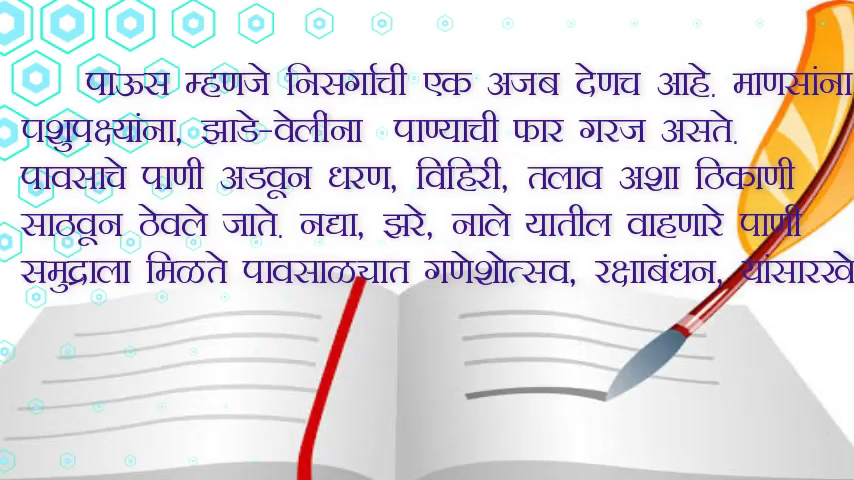 पाऊस म्हणजे निसर्गाची एक अजब देणच आहे. माणसांना
पशुपक्ष्यांना, झाडे-वेलीना पाण्याची फार गरज असते.
पावसाचे पाणी अडवून धरण, विहिरी, तलाव अशा ठिकाणी
साठवून ठेवले जाते. नद्या, झरे, नाले यातील वाहणारे पाणी
समुद्राला मिळते पावसाळ्यात गणेशोत्सव, रक्षाबंधन, यांसारखे